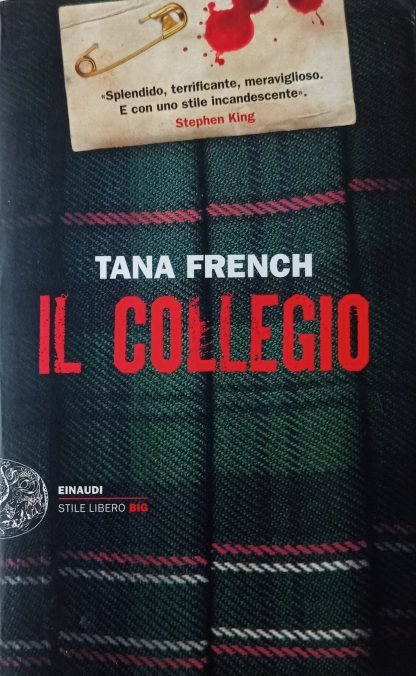 «Splendido, terrificante, meraviglioso.
E con uno stile incandescente».
Stephen King
TANA FRENCH
IL COLLEGIO
EINAUDI
STILE LIBERO BIG